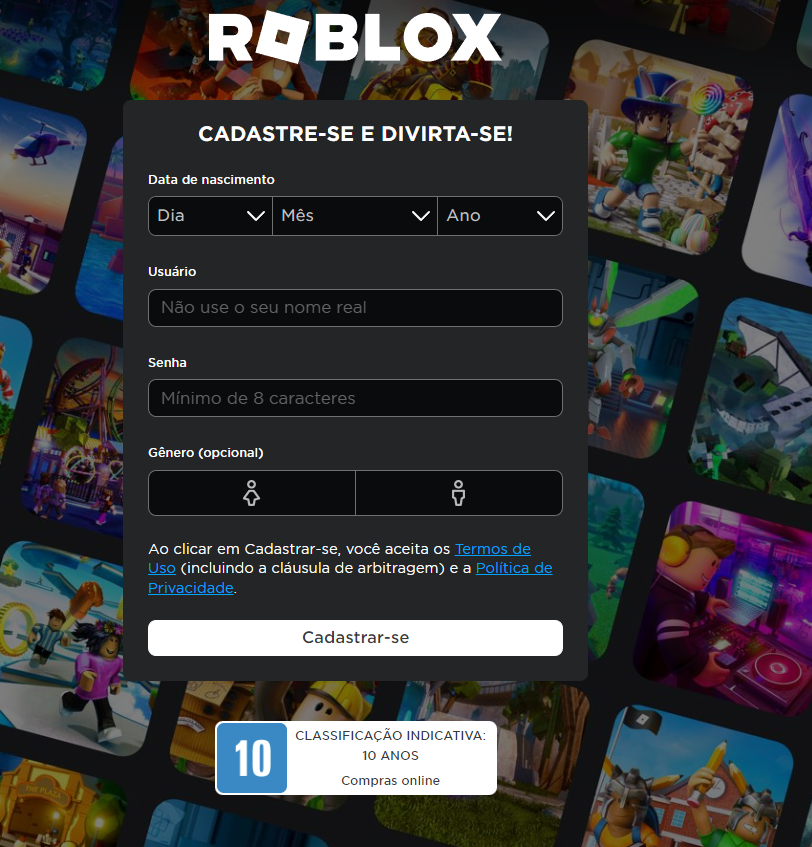 ROBLOX
CADASTRE-SE E DIVIRTA-SE!
Data de nascimento
Dia Mês Ano
Usuário
Não use o seu nome real
Senha
Mínimo de 8 caracteres
Gênero (opcional)
Ao clicar em Cadastrar-se, você aceita os Termos de
Uso (incluindo a cláusula de arbitragem) e a Política de
Privacidade.
Cadastrar-se
10
CLASSIFICAÇÃO INDICATIVA:
10 ANOS
Compras online
THE PLAZA